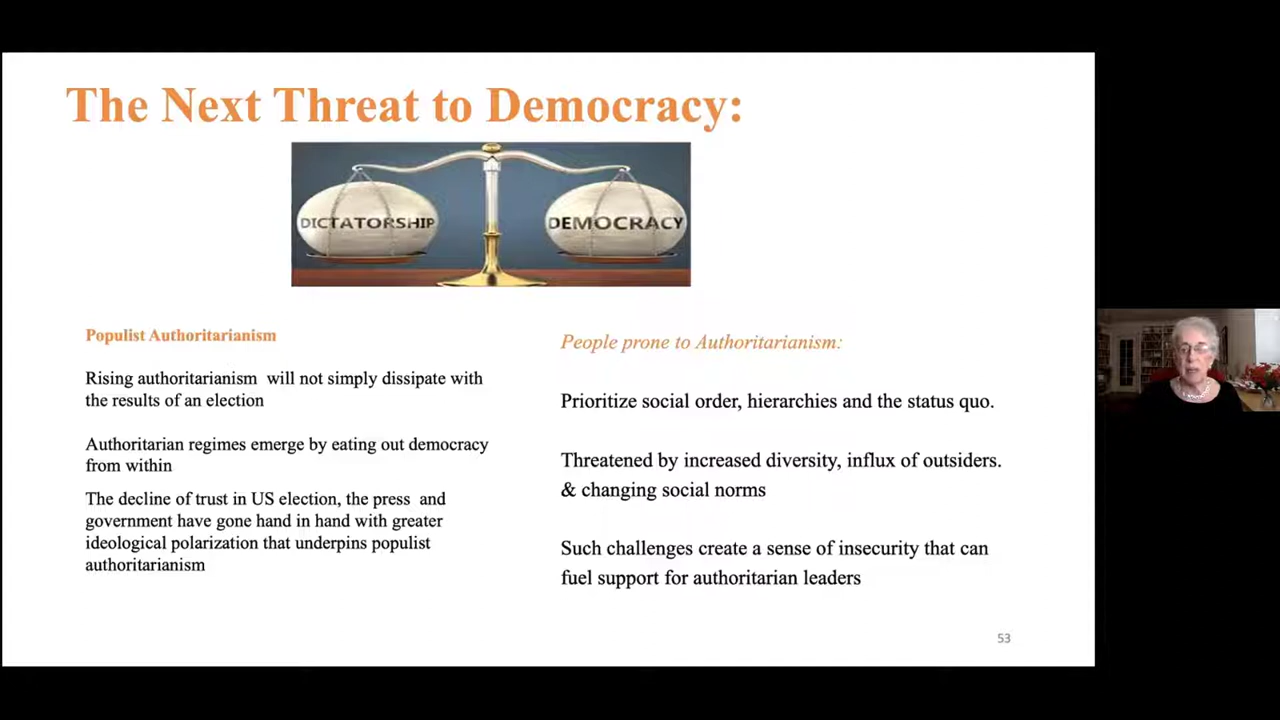 The Next Threat to Democracy:
DICTATORSHIP
DEMOCRACY
Populist Authoritarianism
Rising authoritarianism  will not simply dissipate with
the results of an election
Authoritarian regimes emerge by eating out democracy
from within
The decline of trust in US election, the press  and
government have gone hand in hand with greater
ideological polarization that underpins populist
authoritarianism
People prone to Authoritarianism:
Prioritize social order, hierarchies and the status quo.
Threatened by increased diversity, influx of outsiders.
& changing social norms
Such challenges create a sense of insecurity that can
fuel support for authoritarian leaders
53